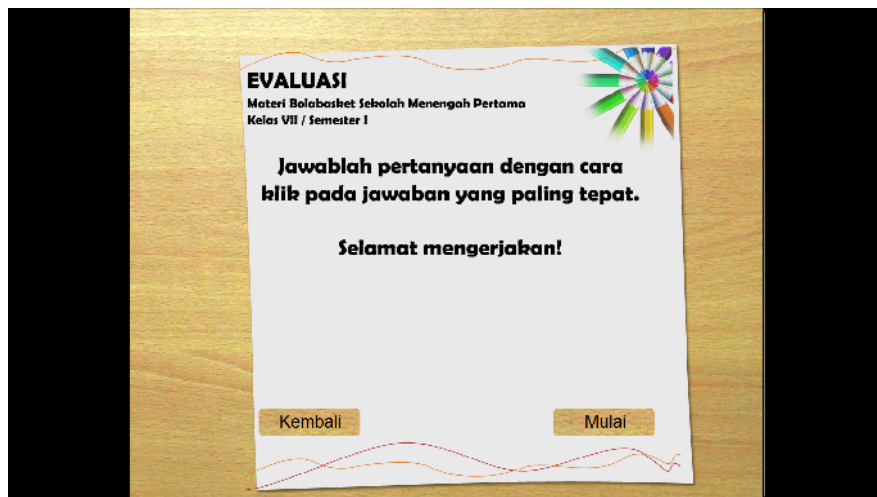 EVALUASI
Materi Bolabasket Sekolah Menengah Pertama
Kelas VII / Semester I
Jawablah pertanyaan dengan cara
klik pada jawaban yang paling tepat.
Selamat mengerjakan!
Kembali
Mulai